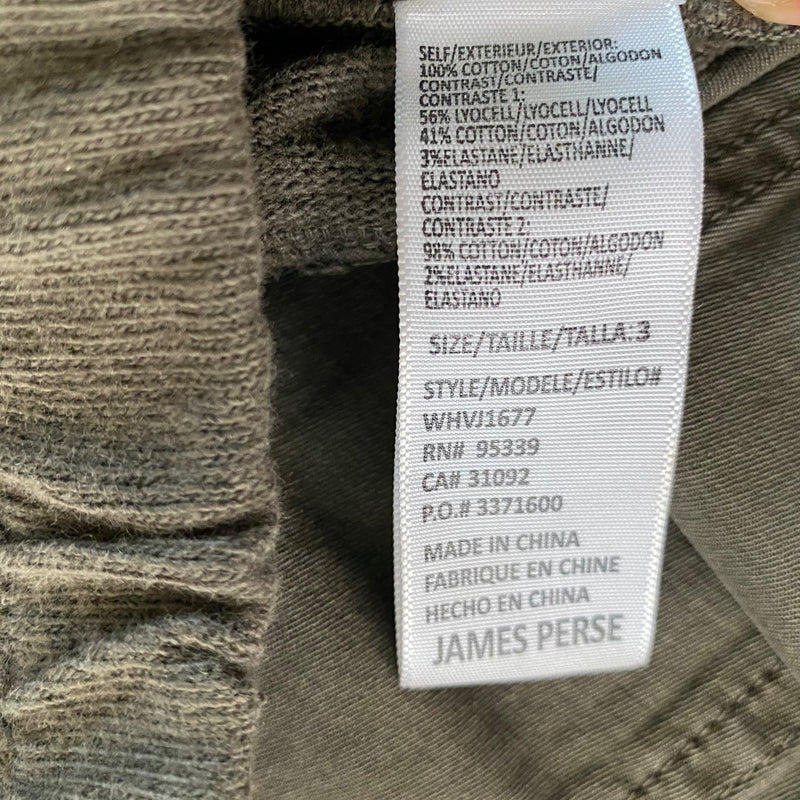 SELF/EXTERIEUR/EXTERIOR:
100% COTTON/COTON/ALGODON
CONTRAST/CONTRASTE/
CONTRASTE 1:
56% LYOCELL/LYOCELL/LYOCELL
41% COTTON/COTON/ALGODON
3%ELASTANE/ELASTHANNE/
ELASTANO
CONTRAST/CONTRASTE/
CONTRASTE 2:
98% COTTON/COTON/ALGODON
2%ELASTANE/ELASTHANNE/
ELASTANO
SIZE/TAILLE/TALLA:3
STYLE/MODELE/ESTILO#
WHVJ1677
RN# 95339
CA# 31092
P.O.# 3371600
MADE IN CHINA
FABRIQUE EN CHINE
HECHO EN CHINA
JAMES PERSE